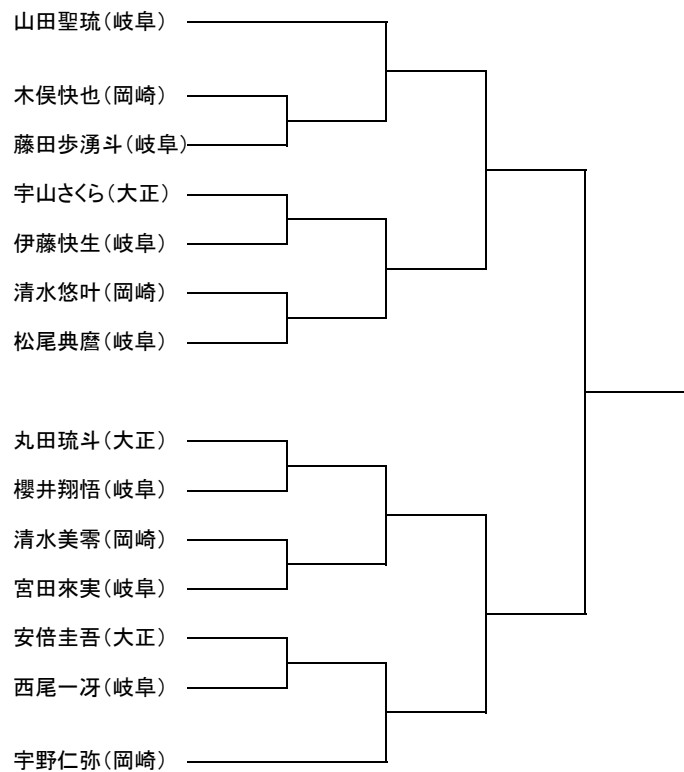 山田聖琉（岐阜）
木俣快也（岡崎）
藤田歩湧斗（岐阜）
宇山さくら（大正）
伊藤快生（岐阜）
清水悠叶（岡崎）
松尾典麿（岐阜）
丸田琉斗（大正）
櫻井翔悟（岐阜）
清水美零（岡崎）
宮田來実（岐阜）
安倍圭吾（大正）
西尾一冴（岐阜）
宇野仁弥（岡崎）